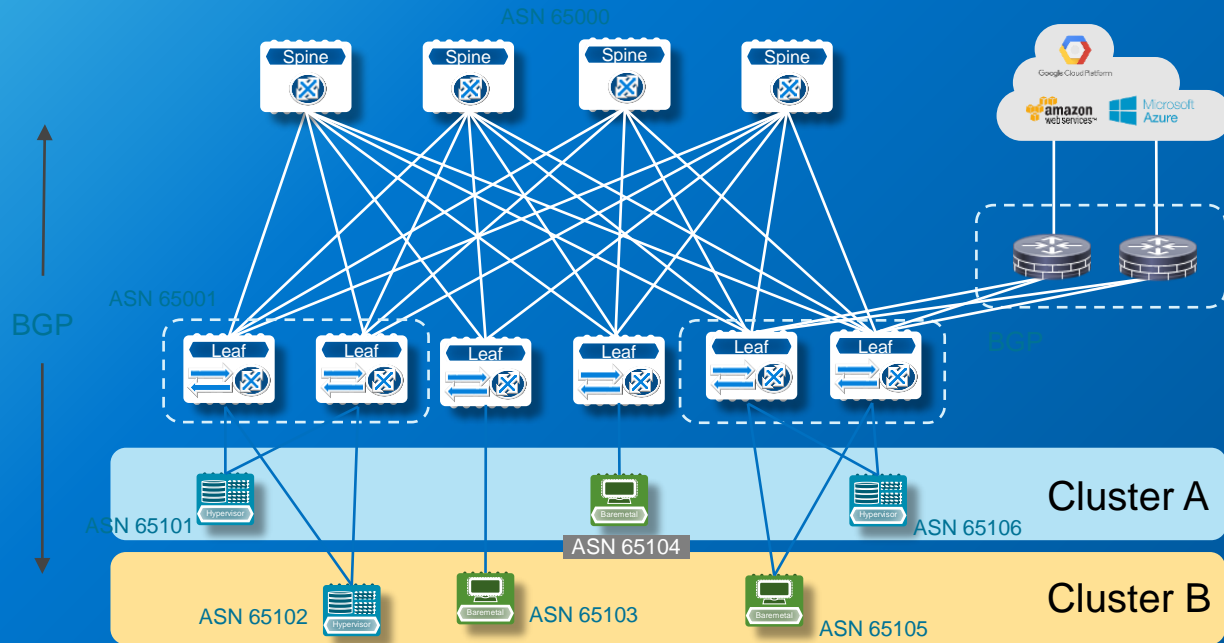 ASN 65000
Spine
Spine
Spine
Spine
Google Cloud Platform
amazon
webservices™
Microsoft
Azure
ASN 65001
BGP
BGP
Leaf
Leaf
Leaf
Leaf
Leaf
Leaf
Cluster A
Hypervisor
Baremetal
Hypervisor
ASN 65101
ASN 65104
ASN 65106
Cluster B
Hypervisor
Baremetal
Baremetal
ASN 65102
ASN 65103
ASN 65105